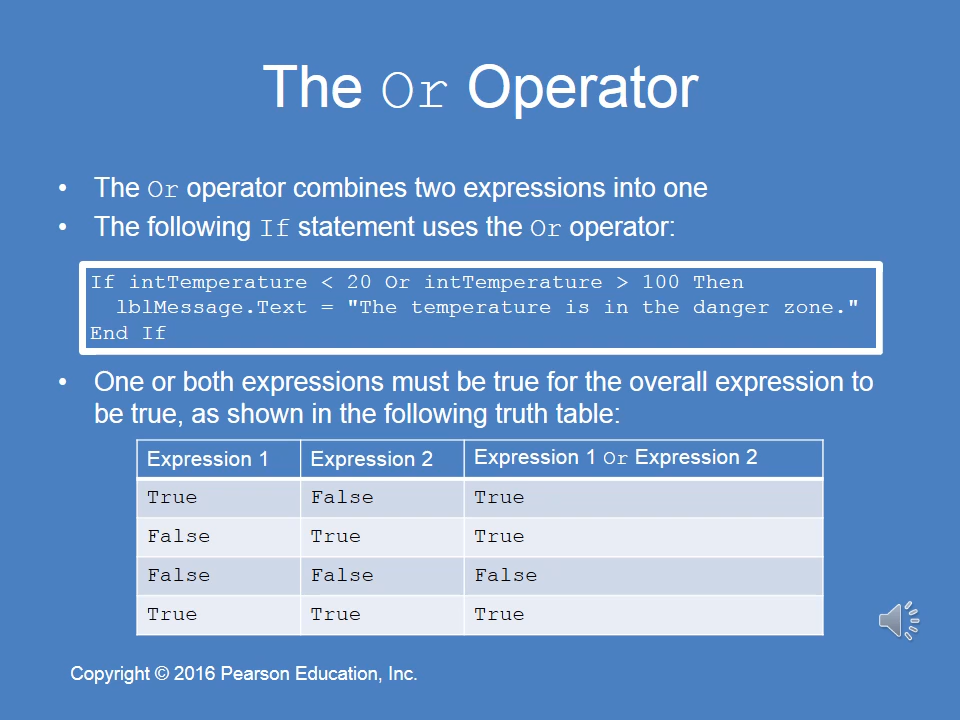 The Or Operator
• The Or operator combines two expressions into one
• The following If statement uses the Or operator:
If intTemperature < 20 Or intTemperature > 100 Then
  lblMessage.Text = "The temperature is in the danger zone."
End If
• One or both expressions must be true for the overall expression to
be true, as shown in the following truth table:
Expression 1 Expression 2 Expression 1 Or Expression 2
True False True
False True True
False False False
True True True
Copyright © 2016 Pearson Education, Inc.